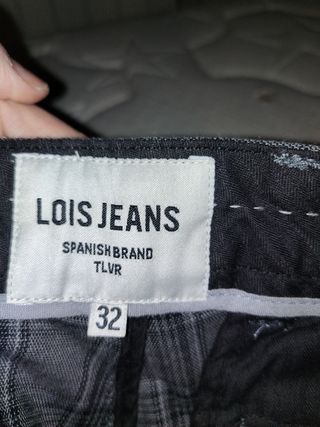 LOIS JEANS
SPANISH BRAND
TLVR
32